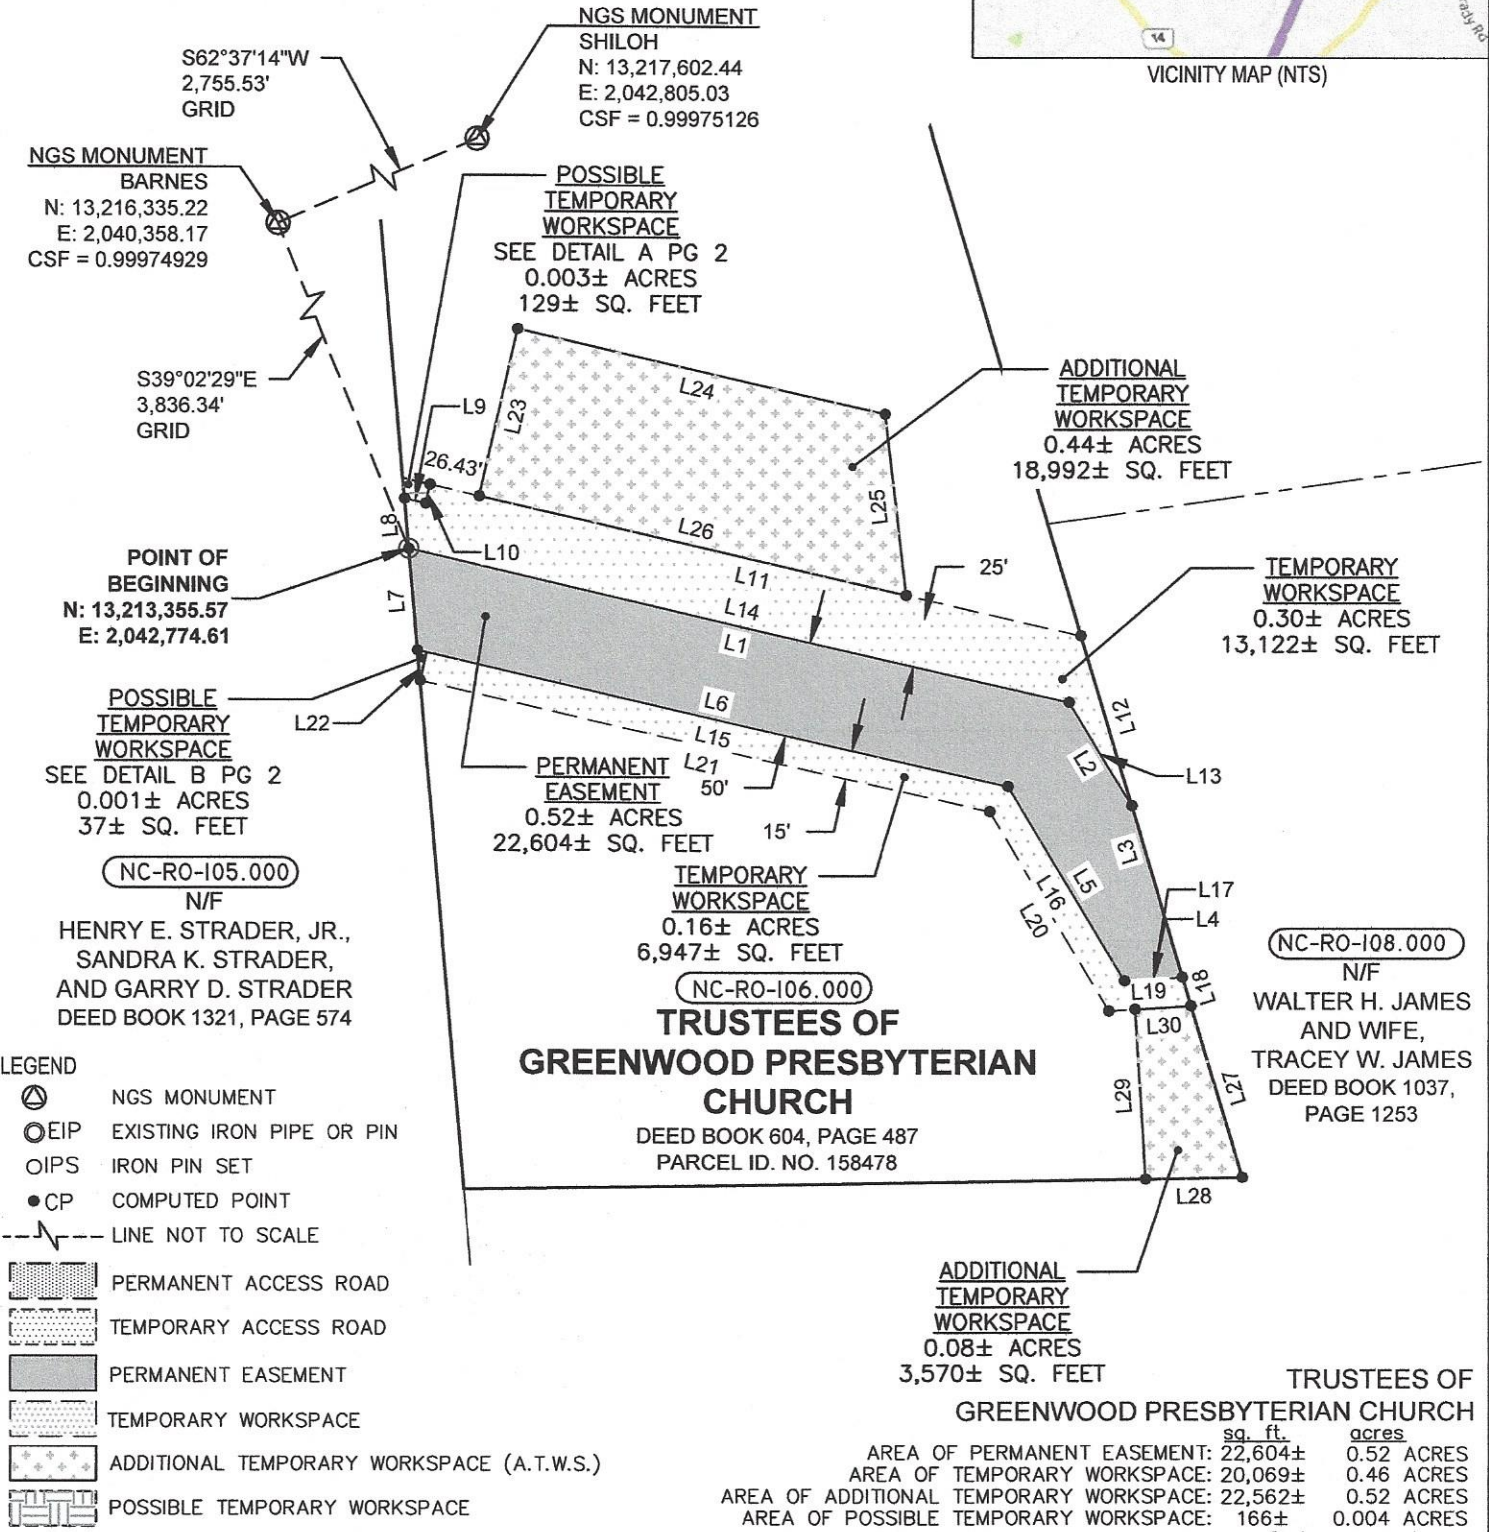 NGS MONUMENT
SHILOH
N: 13,217,602.44
E: 2,042,805.03
CSF = 0.99975126
S62°37'14"W
2,755.53'
GRID
14
VICINITY MAP (NTS)
NGS MONUMENT
BARNES
N: 13,216,335.22
E: 2,040,358.17
CSF = 0.99974929
POSSIBLE
TEMPORARY
WORKSPACE
SEE DETAIL A PG 2
0.003± ACRES
129± SQ. FEET
S39°02'29"E
3,836.34'
GRID
L9
26.43'
L23
L24
L25
L26
ADDITIONAL
TEMPORARY
WORKSPACE
0.44± ACRES
18,992± SQ. FEET
L8
L10
L11
L14
L1
25'
POINT OF
BEGINNING
N: 13,213,355.57
E: 2,042,774.61
L7
TEMPORARY
WORKSPACE
0.30± ACRES
13,122± SQ. FEET
L12
L13
L2
L3
POSSIBLE
TEMPORARY
WORKSPACE
SEE DETAIL B PG 2
0.001± ACRES
37± SQ. FEET
L22
L6
L15
L21
50'
15'
PERMANENT
EASEMENT
0.52± ACRES
22,604± SQ. FEET
TEMPORARY
WORKSPACE
0.16± ACRES
6,947± SQ. FEET
L5
L16
L20
L17
L4
L18
L19
L30
NC-RO-105.000
N/F
HENRY E. STRADER, JR.,
SANDRA K. STRADER,
AND GARRY D. STRADER
DEED BOOK 1321, PAGE 574
NC-RO-106.000
TRUSTEES OF
GREENWOOD PRESBYTERIAN
CHURCH
DEED BOOK 604, PAGE 487
PARCEL ID. NO. 158478
NC-RO-108.000
N/F
WALTER H. JAMES
AND WIFE,
TRACEY W. JAMES
DEED BOOK 1037,
PAGE 1253
L29
L27
L28
ADDITIONAL
TEMPORARY
WORKSPACE
0.08± ACRES
3,570± SQ. FEET
LEGEND
NGS MONUMENT
EIP EXISTING IRON PIPE OR PIN
IPS IRON PIN SET
CP COMPUTED POINT
LINE NOT TO SCALE
PERMANENT ACCESS ROAD
TEMPORARY ACCESS ROAD
PERMANENT EASEMENT
TEMPORARY WORKSPACE
ADDITIONAL TEMPORARY WORKSPACE (A.T.W.S.)
POSSIBLE TEMPORARY WORKSPACE
TRUSTEES OF
GREENWOOD PRESBYTERIAN CHURCH
sq. ft. acres
AREA OF PERMANENT EASEMENT: 22,604± 0.52 ACRES
AREA OF TEMPORARY WORKSPACE: 20,069± 0.46 ACRES
AREA OF ADDITIONAL TEMPORARY WORKSPACE: 22,562± 0.52 ACRES
AREA OF POSSIBLE TEMPORARY WORKSPACE: 166± 0.004 ACRES